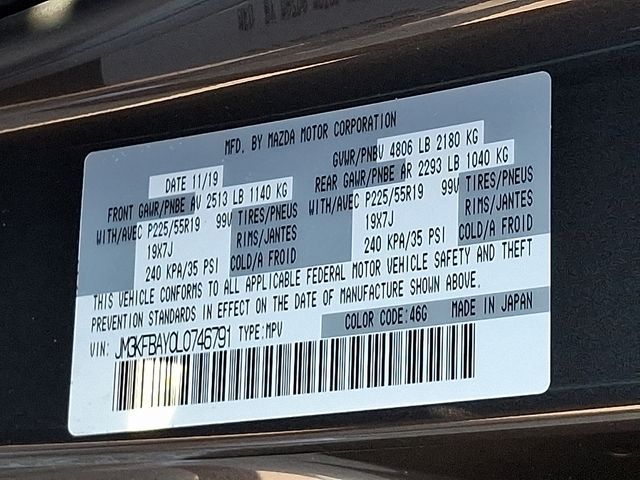 MFD. BY MAZDA MOTOR CORPORATION
DATE 11/19 GVWR/PNBV 4806 LB 2180 KG
FRONT GAWR/PNBE AV 2513 LB 1140 KG REAR GAWR/PNBE AR 2293 LB 1040 KG
WITH/AVEC P225/55R19 99V TIRES/PNEUS WITH/AVEC P225/55R19 99V TIRES/PNEUS
19X7J RIMS/JANTES 19X7J RIMS/JANTES
240 KPA/35 PSI COLD/A FROID 240 KPA/35 PSI COLD/A FROID
THIS VEHICLE CONFORMS TO ALL APPLICABLE FEDERAL MOTOR VEHICLE SAFETY AND THEFT
PREVENTION STANDARDS IN EFFECT ON THE DATE OF MANUFACTURE SHOWN ABOVE.
COLOR CODE:46G MADE IN JAPAN
VIN: JM3KFBAY0L0746791 TYPE:MPV